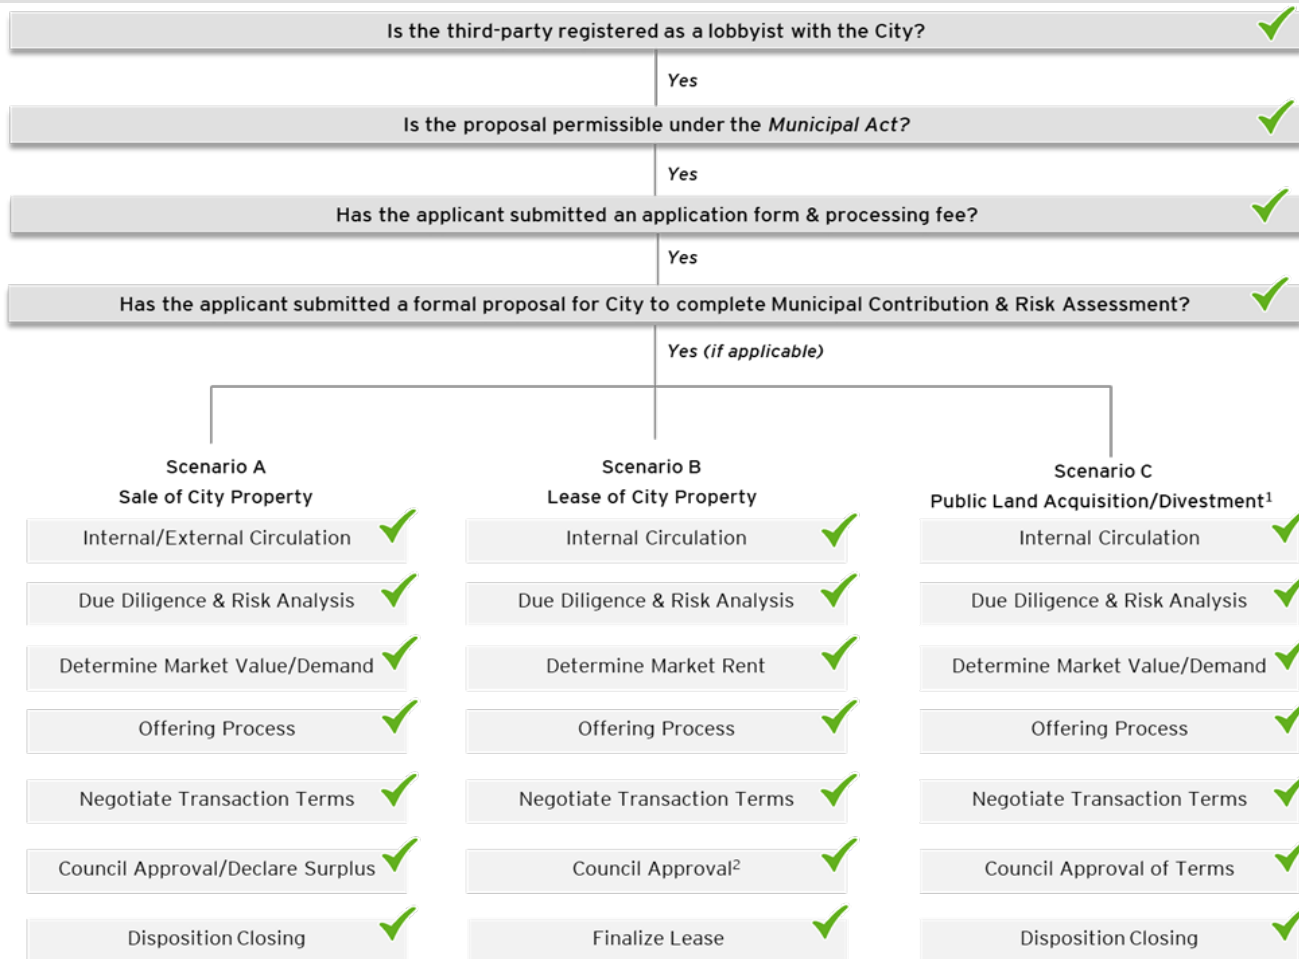 Is the third-party registered as a lobbyist with the City?
Yes
Is the proposal permissible under the Municipal Act?
Yes
Has the applicant submitted an application form & processing fee?
Yes
Has the applicant submitted a formal proposal for City to complete Municipal Contribution & Risk Assessment?
Yes (if applicable)
Scenario A
Sale of City Property
Internal/External Circulation
Due Diligence & Risk Analysis
Determine Market Value/Demand
Offering Process
Negotiate Transaction Terms
Council Approval/Declare Surplus
Disposition Closing
Scenario B
Lease of City Property
Internal Circulation
Due Diligence & Risk Analysis
Determine Market Rent
Offering Process
Negotiate Transaction Terms
Council Approval²
Finalize Lease
Scenario C
Public Land Acquisition/Divestment¹
Internal Circulation
Due Diligence & Risk Analysis
Determine Market Value/Demand
Offering Process
Negotiate Transaction Terms
Council Approval of Terms
Disposition Closing